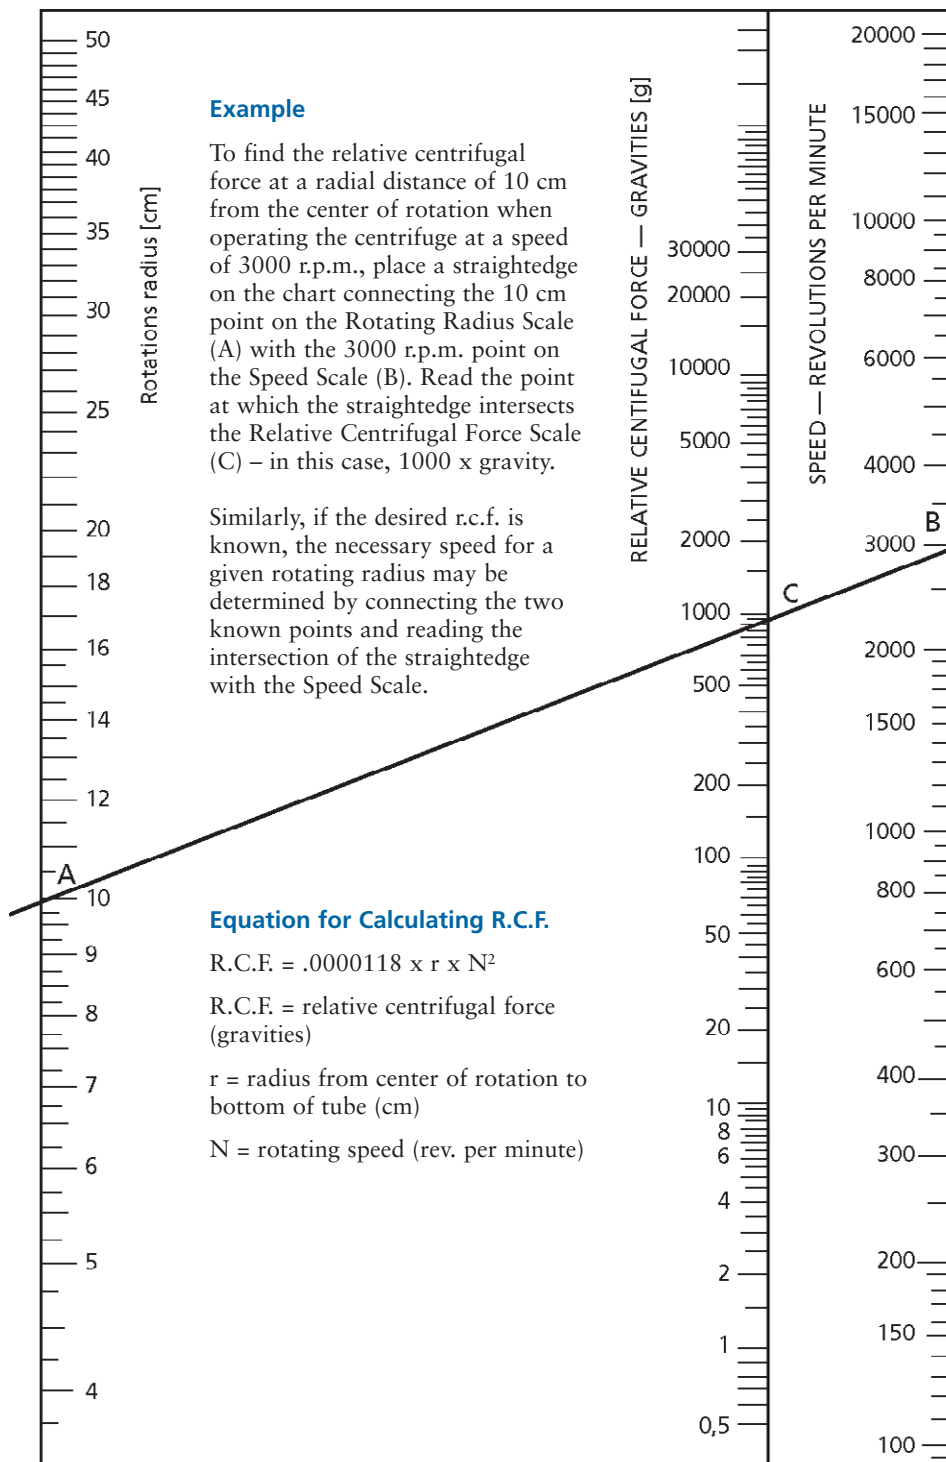 50
45
40
35
30
25
20
18
16
14
12
A
10
9
8
7
6
5
4
Rotations radius [cm]
Example
To find the relative centrifugal
force at a radial distance of 10 cm
from the center of rotation when
operating the centrifuge at a speed
of 3000 r.p.m., place a straightedge
on the chart connecting the 10 cm
point on the Rotating Radius Scale
(A) with the 3000 r.p.m. point on
the Speed Scale (B). Read the point
at which the straightedge intersects
the Relative Centrifugal Force Scale
(C) – in this case, 1000 x gravity.
Similarly, if the desired r.c.f. is
known, the necessary speed for a
given rotating radius may be
determined by connecting the two
known points and reading the
intersection of the straightedge
with the Speed Scale.
Equation for Calculating R.C.F.
R.C.F. = .0000118 x r x N²
R.C.F. = relative centrifugal force
(gravities)
r = radius from center of rotation to
bottom of tube (cm)
N = rotating speed (rev. per minute)
RELATIVE CENTIFUGAL FORCE — GRAVITIES [g]
30000
20000
10000
5000
2000
1000
500
200
100
50
20
10
8
6
4
2
1
0,5
C
SPEED — REVOLUTIONS PER MINUTE
20000
15000
10000
8000
6000
4000
B
3000
2000
1500
1000
800
600
400
300
200
150
100